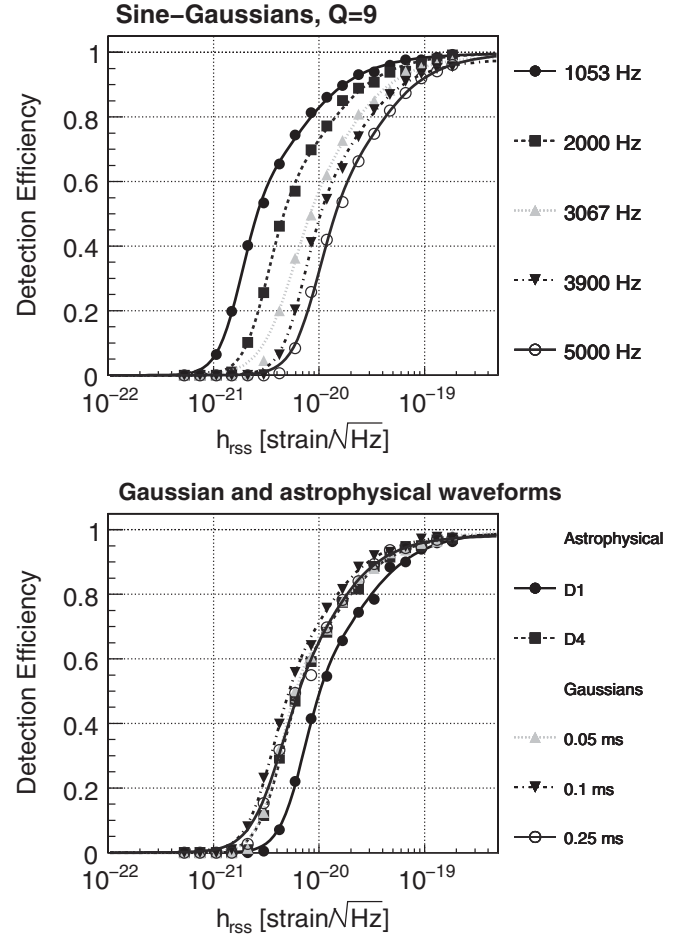 Sine−Gaussians, Q=9
Detection Efficiency
1
0.8
0.6
0.4
0.2
0
10−22
10−21
10−20
10−19
hrss [strain/√Hz]
1053 Hz
2000 Hz
3067 Hz
3900 Hz
5000 Hz
Gaussian and astrophysical waveforms
Detection Efficiency
1
0.8
0.6
0.4
0.2
0
10−22
10−21
10−20
10−19
hrss [strain/√Hz]
Astrophysical
D1
D4
Gaussians
0.05 ms
0.1 ms
0.25 ms